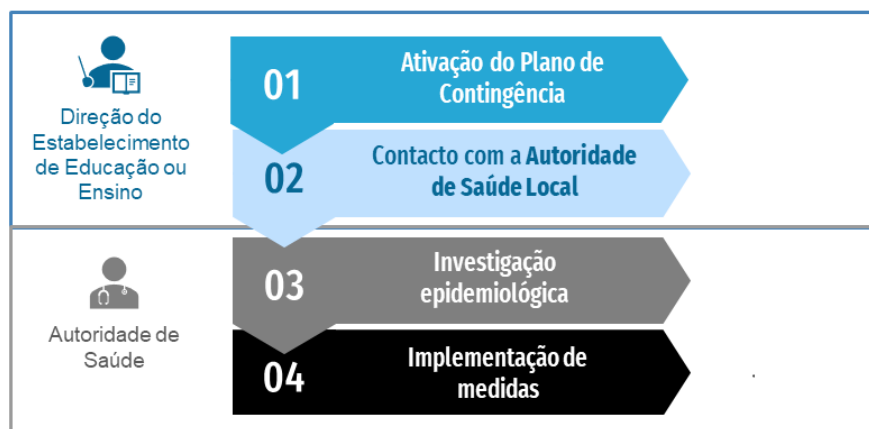 Direção do
Estabelecimento
de Educação ou
Ensino
01
Ativação do Plano de
Contingência
02
Contacto com a Autoridade
de Saúde Local
Autoridade de
Saúde
03
Investigação
epidemiológica
04
Implementação de
medidas
.